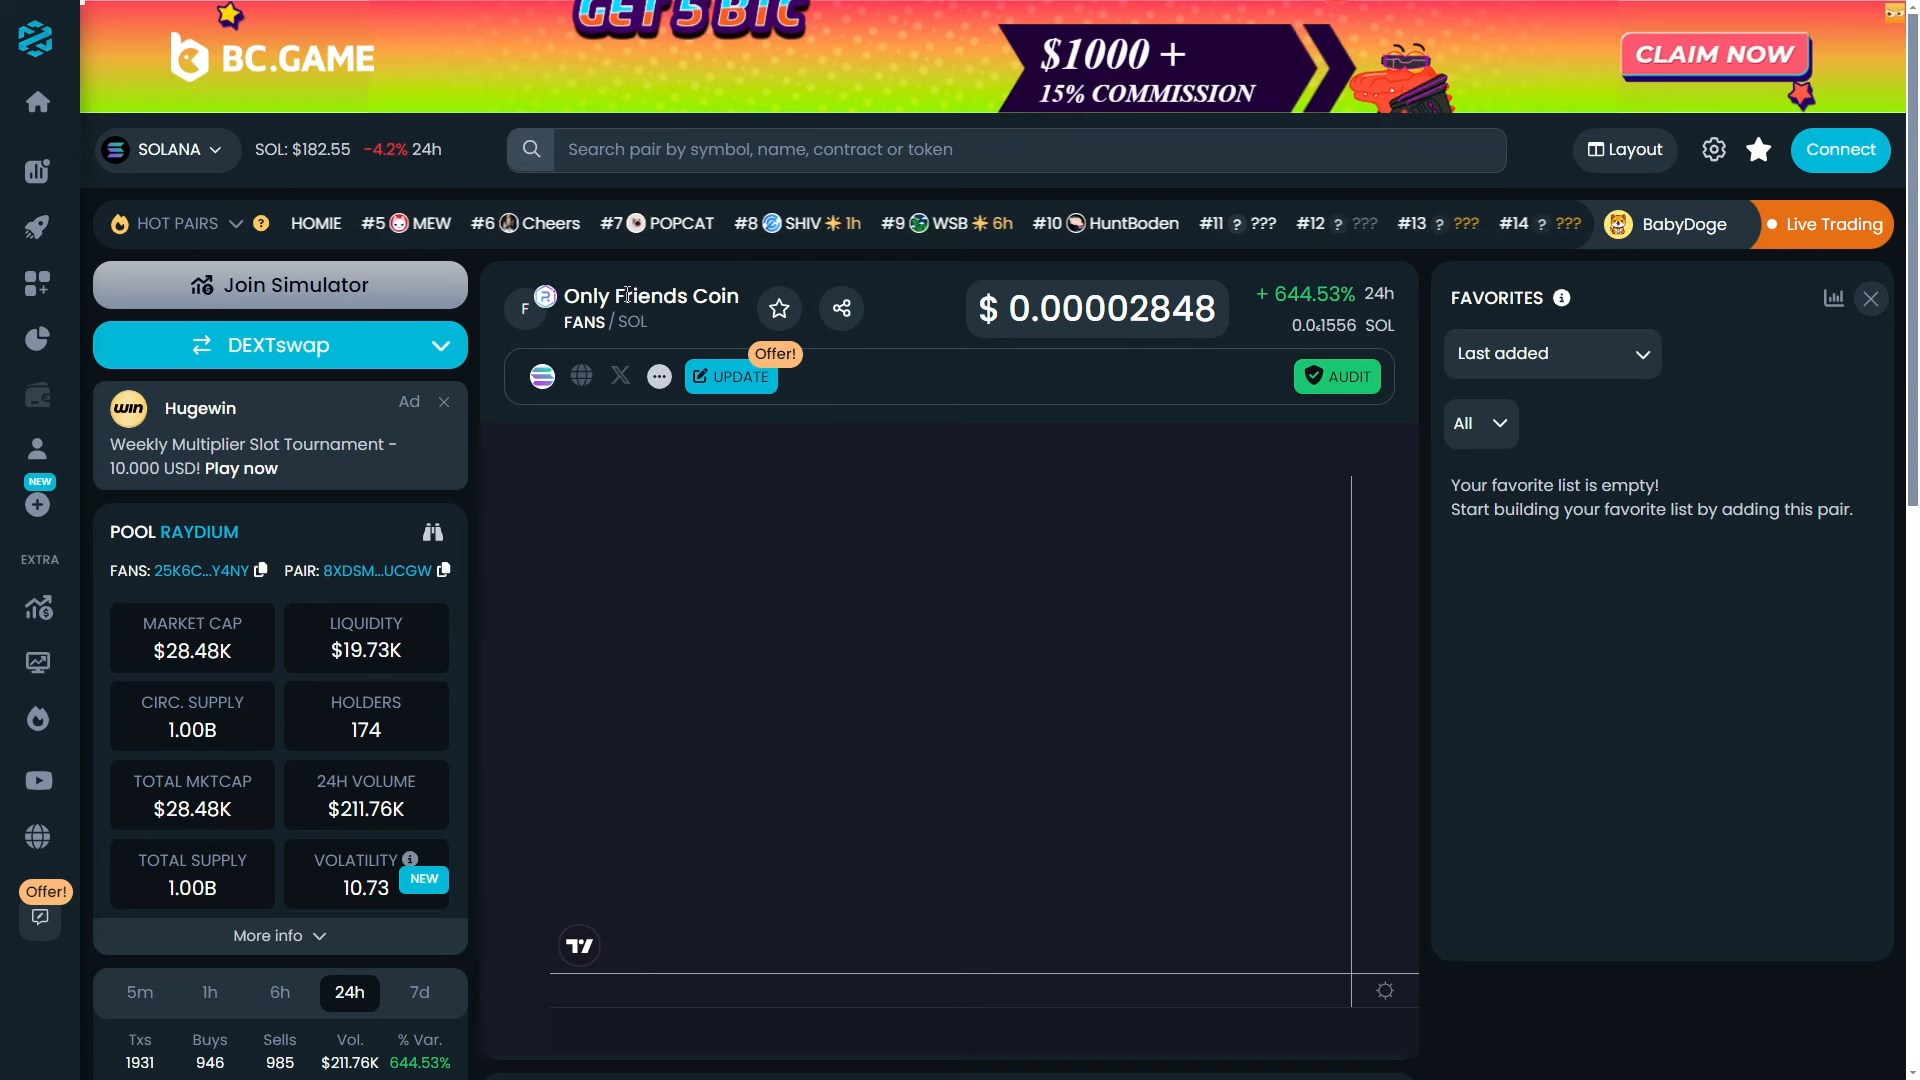 GET 5 BTC
BC.GAME
$1000 +
15% COMMISSION
CLAIM NOW
SOLANA
SOL: $182.55 -4.2% 24h
Search pair by symbol, name, contract or token
Layout
Connect
HOT PAIRS ? HOMIE #5 MEW #6 Cheers #7 POPCAT #8 SHIV 1h #9 WSB 6h #10 HuntBoden #11 ? ??? #12 ? ??? #13 ? ??? #14 ? ??? BabyDoge Live Trading
Join Simulator
DEXTswap
win
Hugewin
Ad
Weekly Multiplier Slot Tournament -
10.000 USD! Play now
POOL RAYDIUM
FANS: 25K6C...Y4NY PAIR: 8XDSM...UCGW
MARKET CAP
$28.48K
LIQUIDITY
$19.73K
CIRC. SUPPLY
1.00B
HOLDERS
174
TOTAL MKTCAP
$28.48K
24H VOLUME
$211.76K
TOTAL SUPPLY
1.00B
VOLATILITY
10.73
NEW
More info
5m 1h 6h 24h 7d
Txs Buys Sells Vol. % Var.
1931 946 985 $211.76K 644.53%
NEW
EXTRA
Offer!
F
Only Friends Coin
FANS / SOL
$ 0.00002848
+ 644.53% 24h
0.0₆1556 SOL
Offer!
UPDATE
AUDIT
FAVORITES
Last added
All
Your favorite list is empty!
Start building your favorite list by adding this pair.